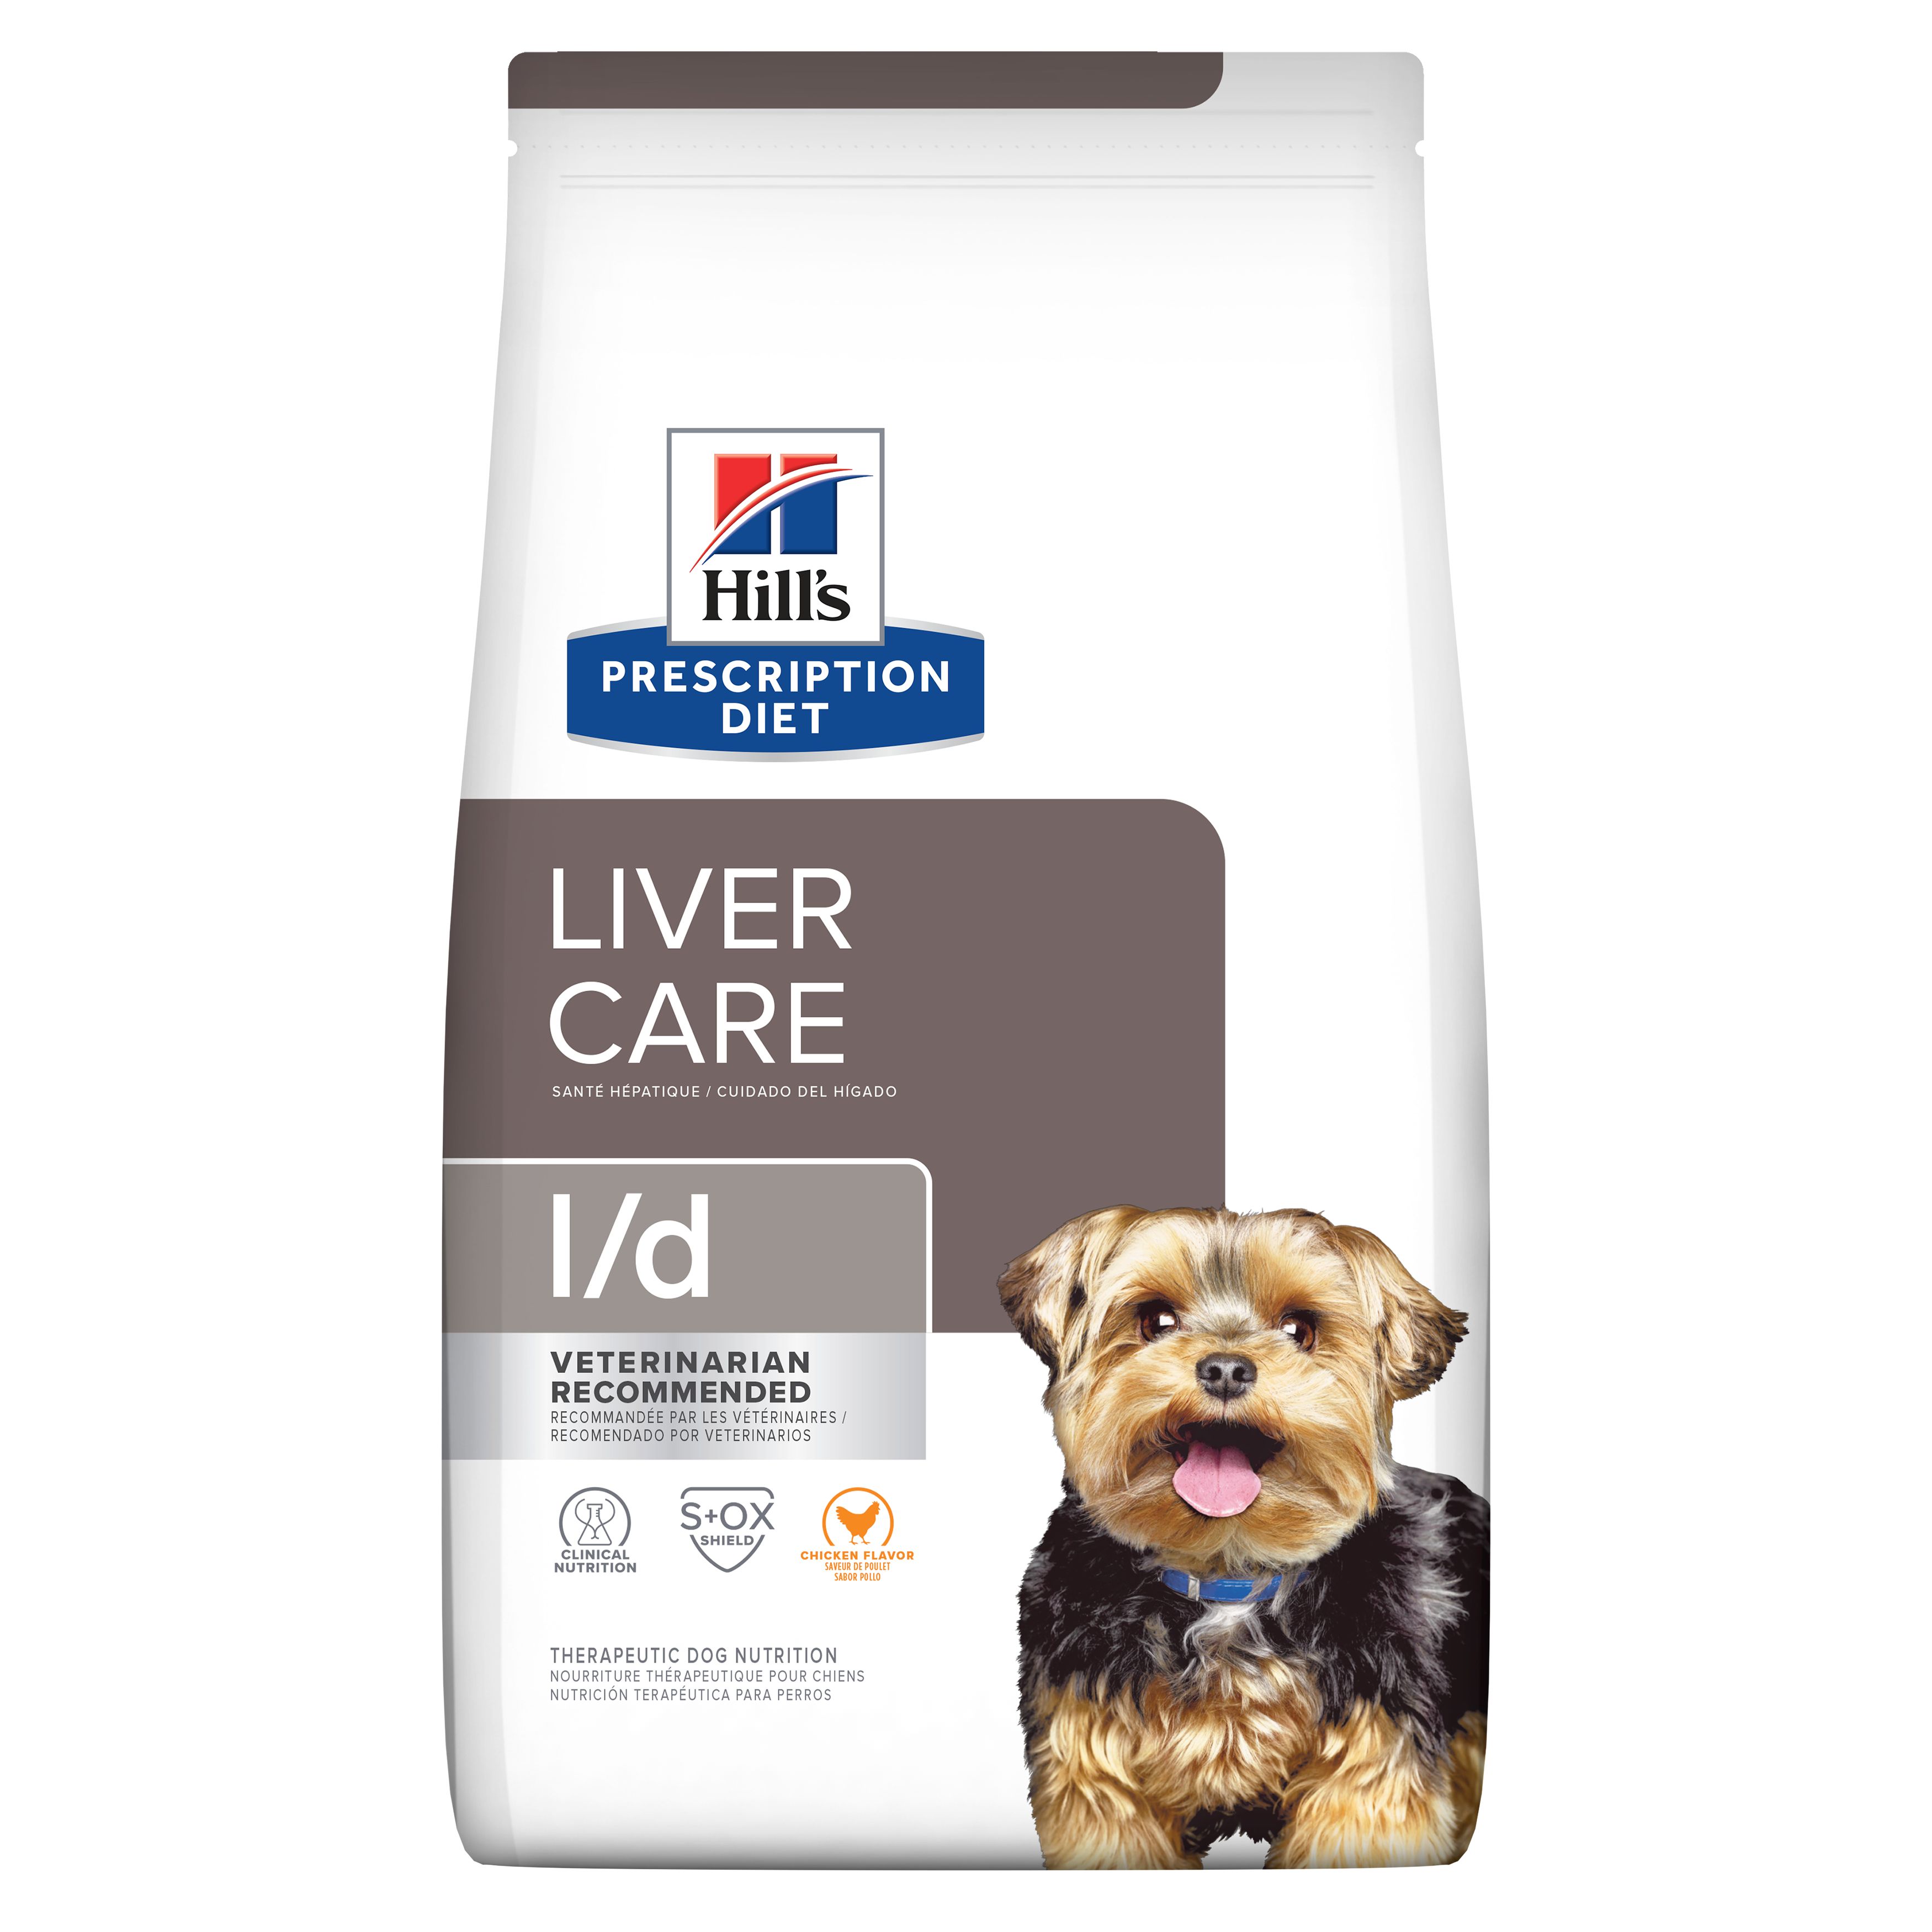 Hill's
PRESCRIPTION
DIET
LIVER
CARE
SANTÉ HÉPATIQUE / CUIDADO DEL HÍGADO
l/d
VETERINARIAN
RECOMMENDED
RECOMMANDÉE PAR LES VÉTÉRINAIRES /
RECOMENDADO POR VETERINARIOS
CLINICAL
NUTRITION
S+OX
SHIELD
CHICKEN FLAVOR
SAVEUR DE POULET
SABOR POLLO
THERAPEUTIC DOG NUTRITION
NOURRITURE THÉRAPEUTIQUE POUR CHIENS
NUTRICIÓN TERAPÉUTICA PARA PERROS